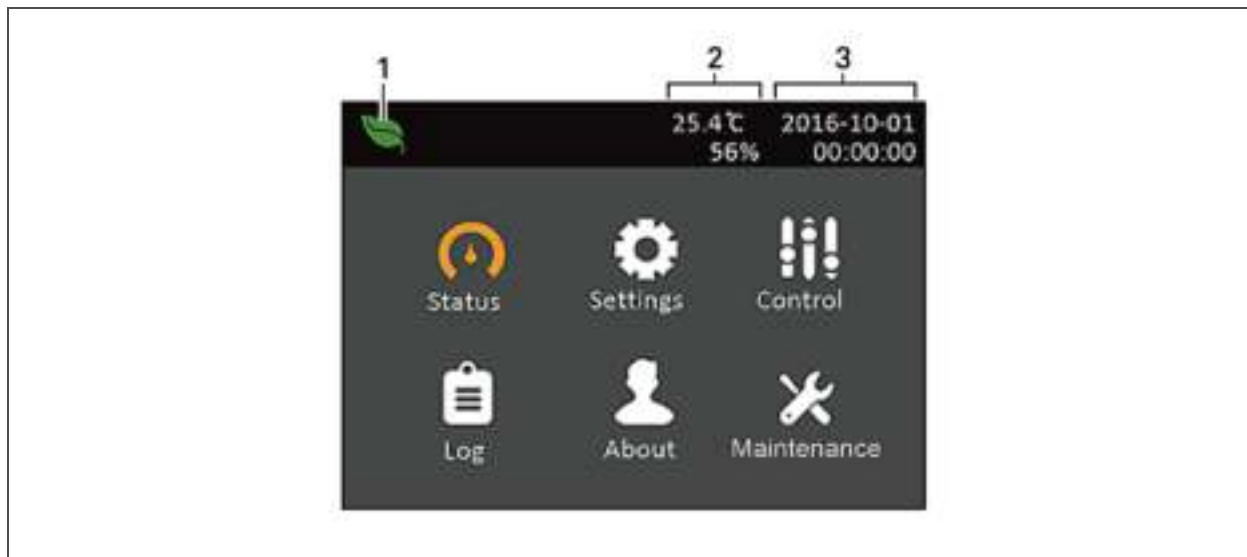 1 2 3
25.4℃ 2016-10-01
56% 00:00:00
Status Settings Control
Log About Maintenance